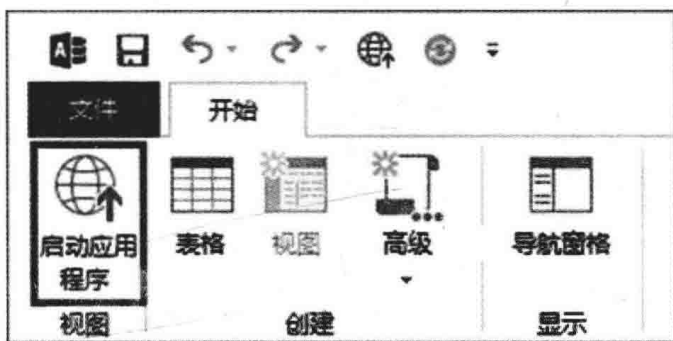 文件 开始
启动应用 表格 视图 高级 导航窗格
程序
视图 创建 显示